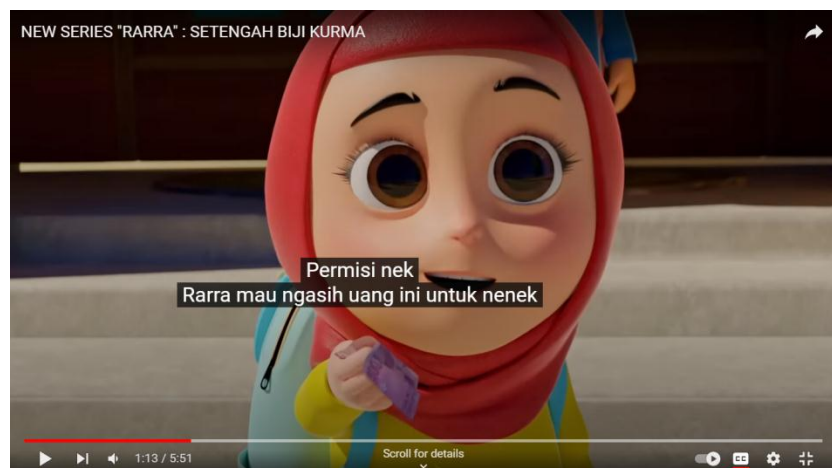 NEW SERIES "RARRA" : SETENGAH BIJI KURMA
Permisi nek
Rarra mau ngasih uang ini untuk nenek
1:13 / 5:51
Scroll for details
CC